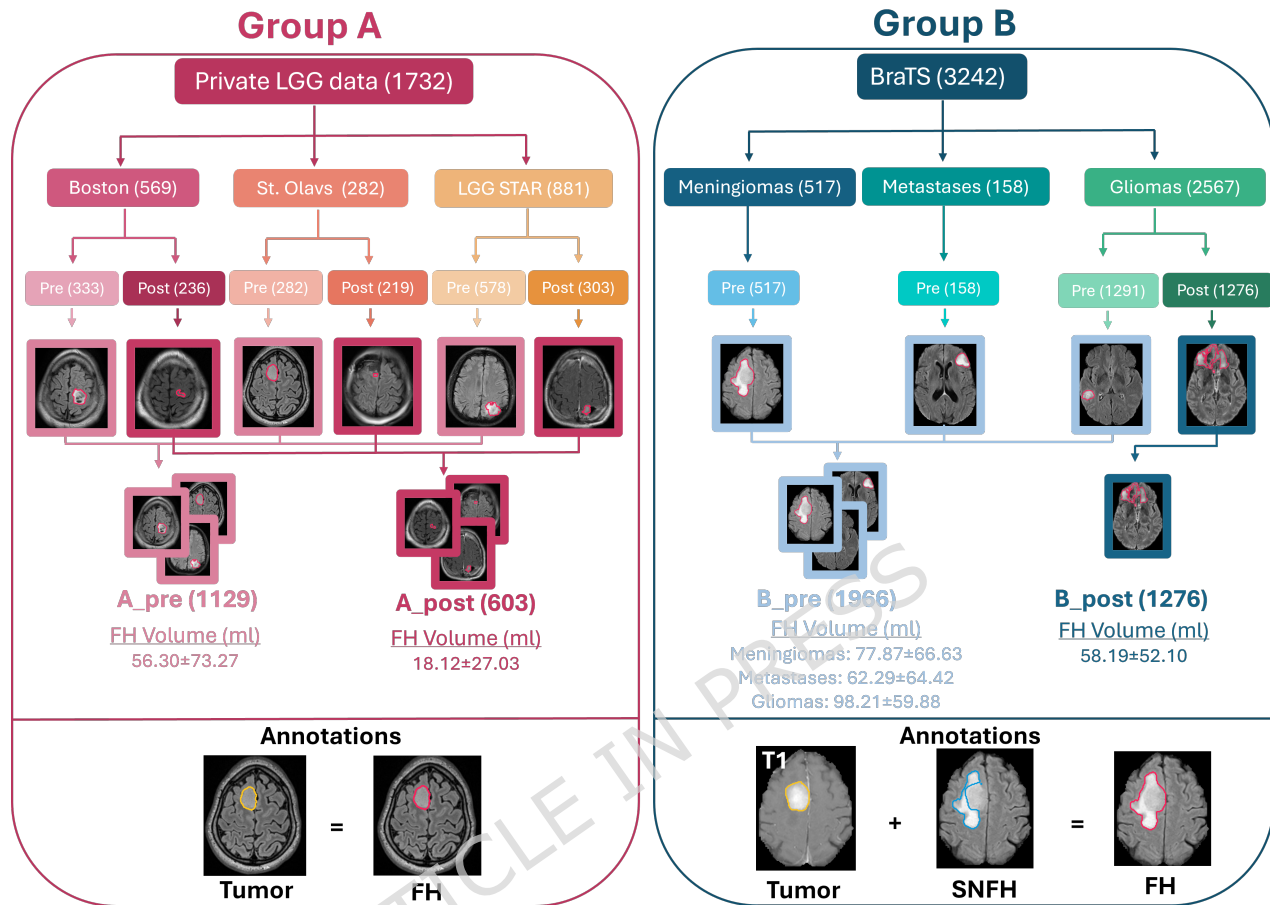 Group A
Group B
Private LGG data (1732)
BraTS (3242)
Boston (569)
St. Olavs (282)
LGG STAR (881)
Meningiomas (517)
Metastases (158)
Gliomas (2567)
Pre (333)
Post (236)
Pre (282)
Post (219)
Pre (578)
Post (303)
Pre (517)
Pre (158)
Pre (1291)
Post (1276)
A_pre (1129)
FH Volume (ml)
56.30±73.27
A_post (603)
FH Volume (ml)
18.12±27.03
B_pre (1966)
FH Volume (ml)
Meningiomas: 77.87±66.63
Metastases: 62.29±64.42
Gliomas: 98.21±59.88
B_post (1276)
FH Volume (ml)
58.19±52.10
Annotations
=
Tumor
FH
Annotations
T1
+
=
Tumor
SNFH
FH
TICLE IN PRESS